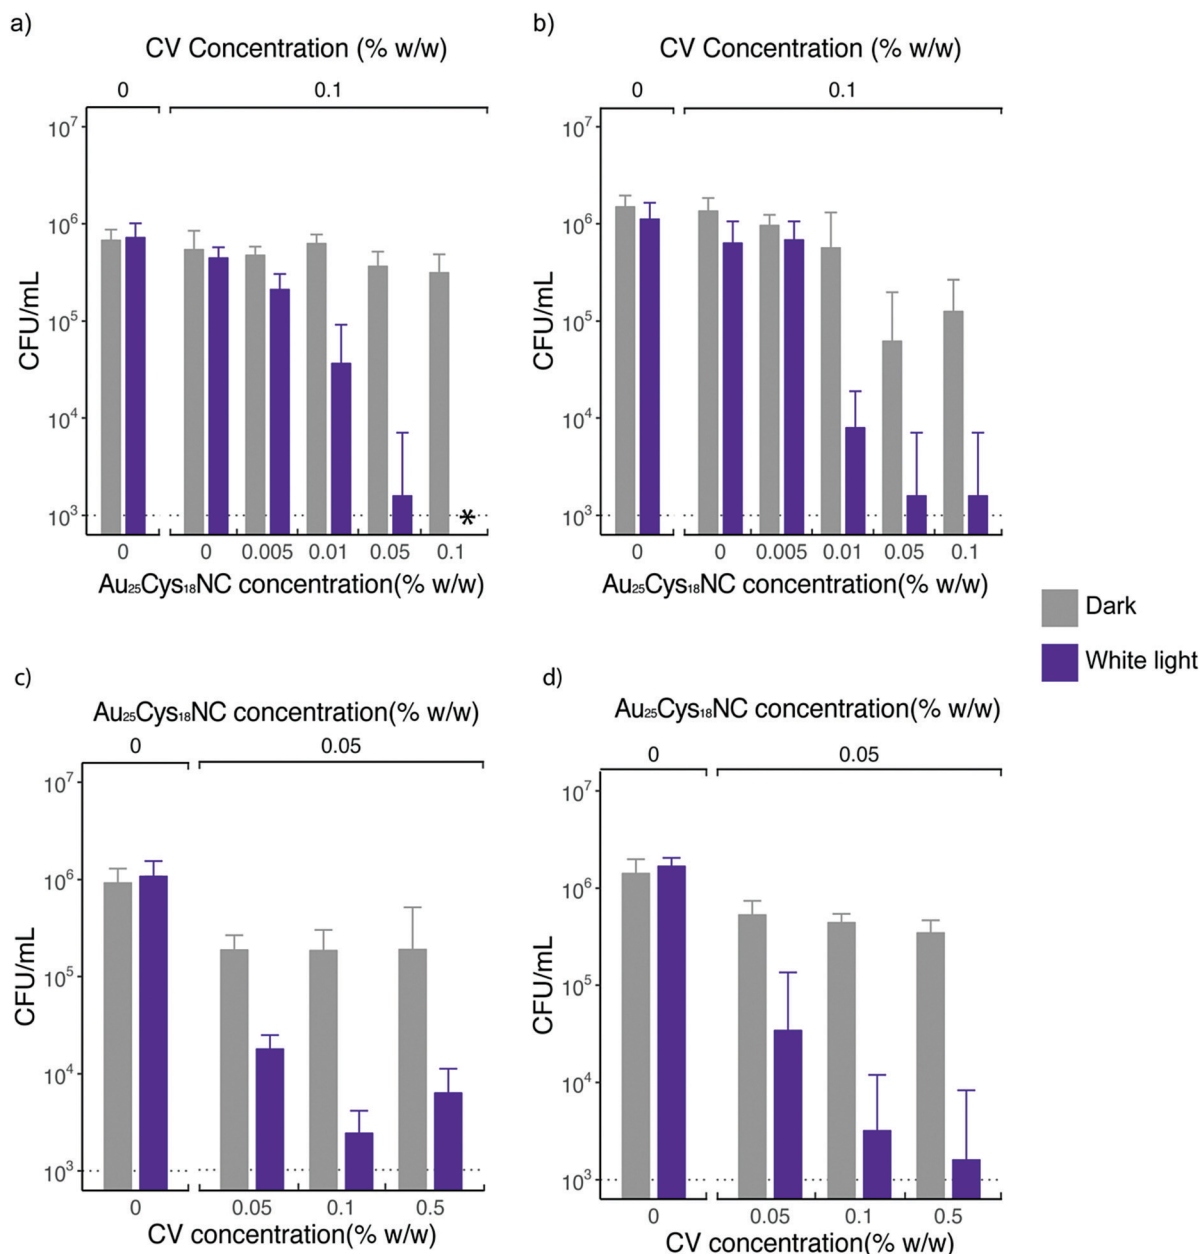 a)
CV Concentration (% w/w)
0 0.1
10⁷
10⁶
10⁵
10⁴
10³
CFU/mL
*
0 0 0.005 0.01 0.05 0.1
Au₂₅Cys₁₈NC concentration(% w/w)
b)
CV Concentration (% w/w)
0 0.1
10⁷
10⁶
10⁵
10⁴
10³
CFU/mL
0 0 0.005 0.01 0.05 0.1
Au₂₅Cys₁₈NC concentration(% w/w)
Dark
White light
c)
Au₂₅Cys₁₈NC concentration(% w/w)
0 0.05
10⁷
10⁶
10⁵
10⁴
10³
CFU/mL
0 0.05 0.1 0.5
CV concentration(% w/w)
d)
Au₂₅Cys₁₈NC concentration(% w/w)
0 0.05
10⁷
10⁶
10⁵
10⁴
10³
CFU/mL
0 0.05 0.1 0.5
CV concentration(% w/w)